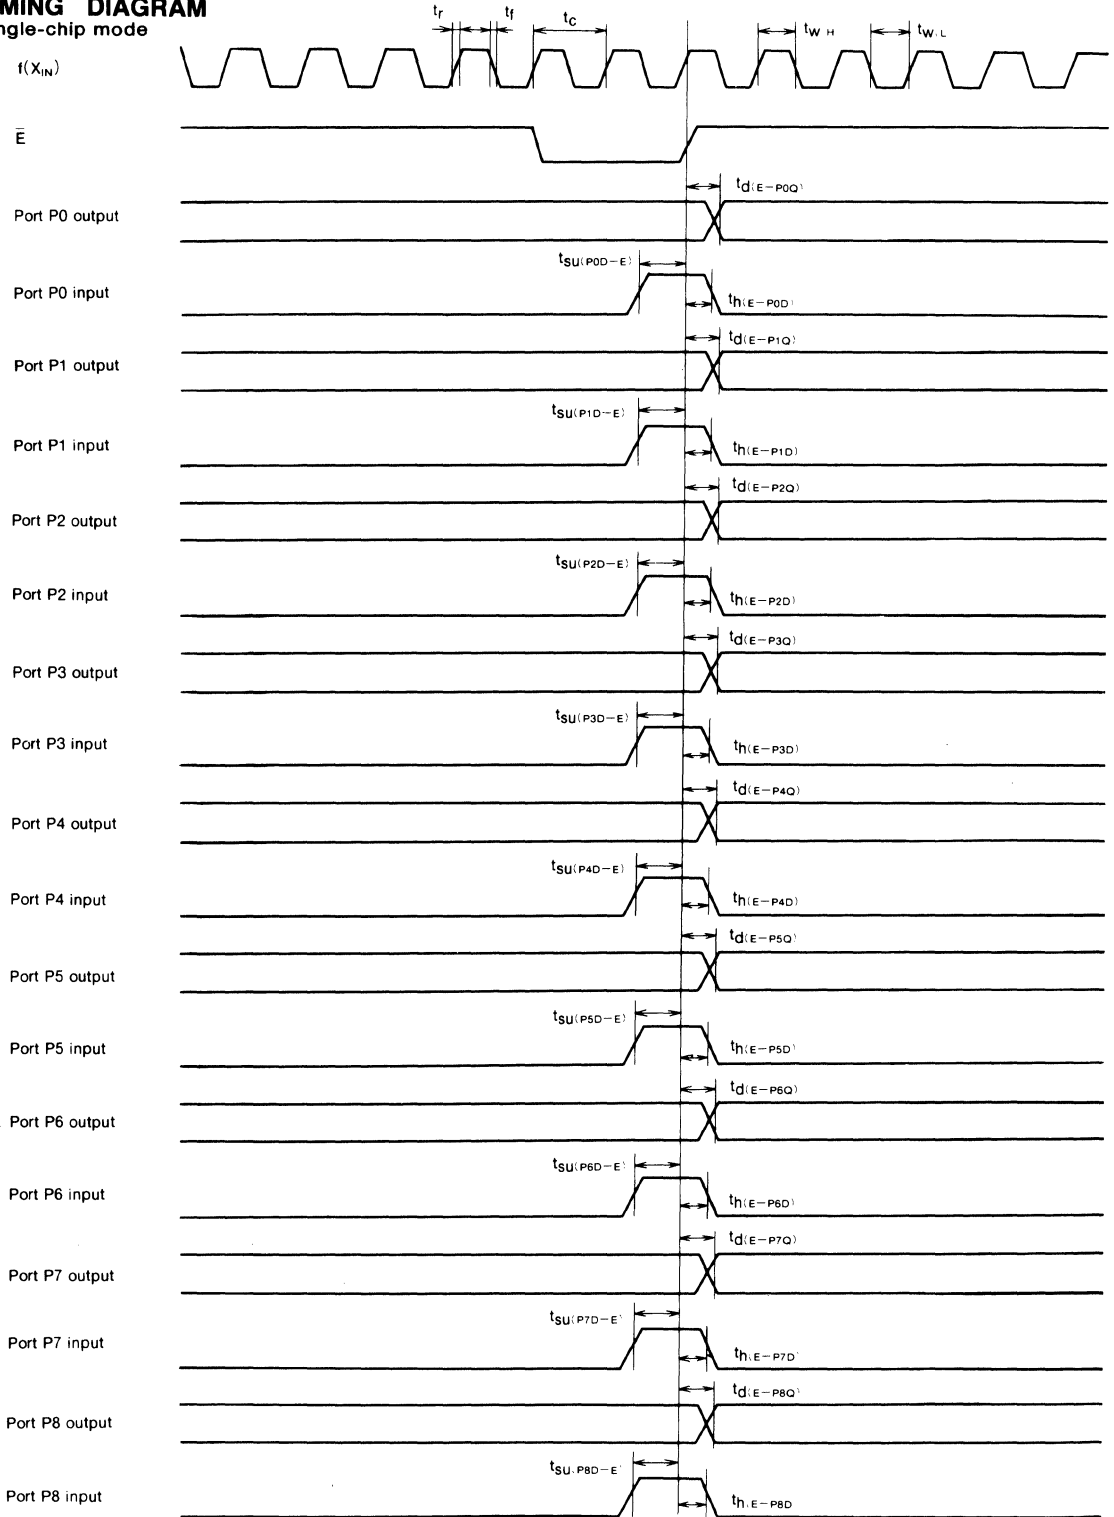 MING DIAGRAM
ngle-chip mode
tr tf tc tW H tW L
f(XIN)
Ē
td(E−P0Q)
Port P0 output
tsu(P0D−E)
Port P0 input
th(E−P0D)
td(E−P1Q)
Port P1 output
tsu(P1D−E)
Port P1 input
th(E−P1D)
td(E−P2Q)
Port P2 output
tsu(P2D−E)
Port P2 input
th(E−P2D)
td(E−P3Q)
Port P3 output
tsu(P3D−E)
Port P3 input
th(E−P3D)
td(E−P4Q)
Port P4 output
tsu(P4D−E)
Port P4 input
th(E−P4D)
td(E−P5Q)
Port P5 output
tsu(P5D−E)
Port P5 input
th(E−P5D)
td(E−P6Q)
Port P6 output
tsu(P6D−E)
Port P6 input
th(E−P6D)
td(E−P7Q)
Port P7 output
tsu(P7D−E)
Port P7 input
th(E−P7D)
td(E−P8Q)
Port P8 output
tsu(P8D−E)
Port P8 input
th(E−P8D